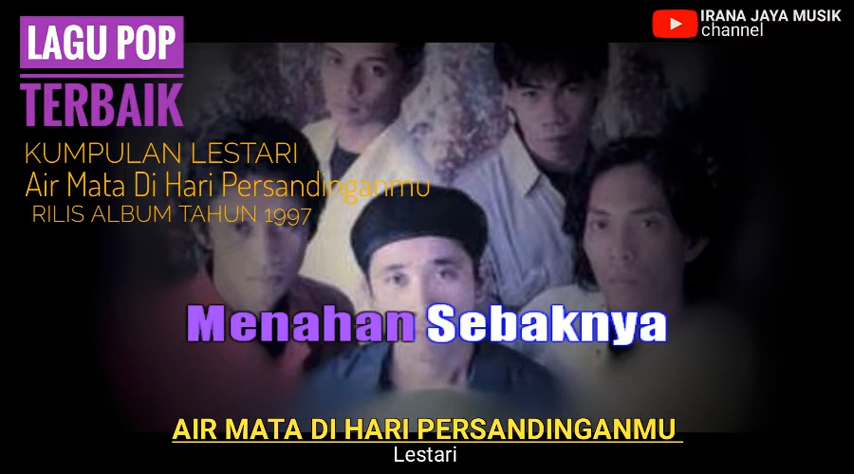 LAGU POP
TERBAIK
IRANA JAYA MUSIK
channel
KUMPULAN LESTARI
Air Mata Di Hari Persandinganmu
RILIS ALBUM TAHUN 1997
Menahan Sebaknya
AIR MATA DI HARI PERSANDINGANMU
Lestari